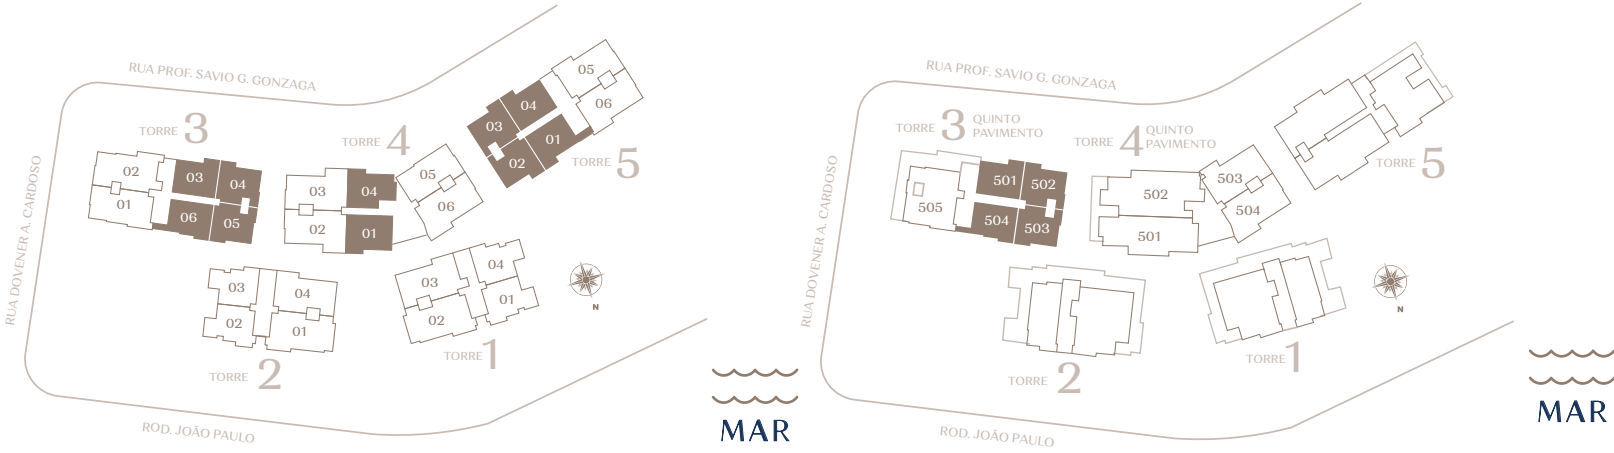 RUA PROF. SAVIO G. GONZAGA
RUA DOVENER A. CARDOSO
TORRE 3
02
01
03
04
06
05
TORRE 4
03
04
02
01
05
06
TORRE 5
05
06
04
03
01
02
TORRE 2
03
04
02
01
TORRE 1
03
04
02
01
N
ROD. JOÃO PAULO
MAR
RUA PROF. SAVIO G. GONZAGA
RUA DOVENER A. CARDOSO
TORRE 3 QUINTO
PAVIMENTO
505
501
502
504
503
TORRE 4 QUINTO
PAVIMENTO
502
501
503
504
TORRE 5
TORRE 2
TORRE 1
N
ROD. JOÃO PAULO
MAR